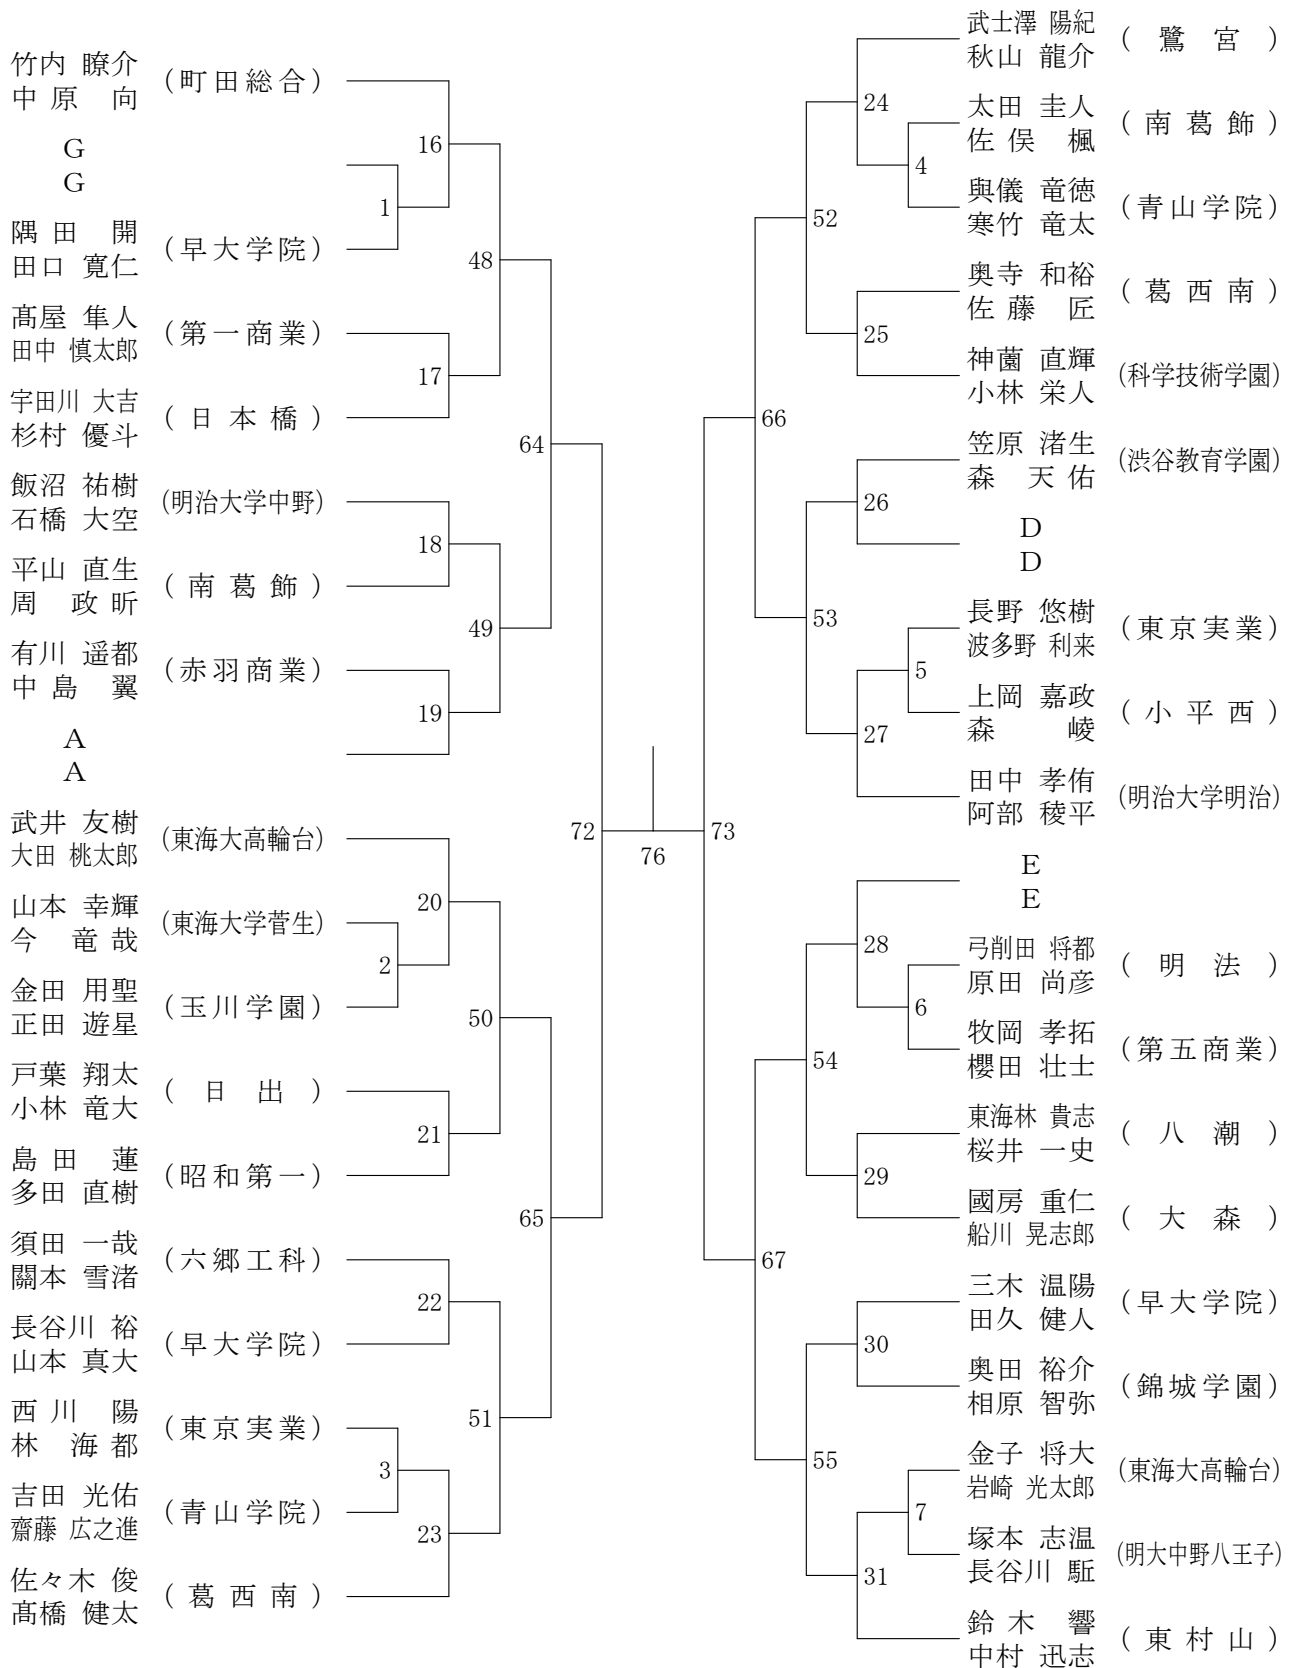 竹内 瞭介
中原 向
(町田総合)
G
G
隅田 開
田口 寛仁
(早大学院)
髙屋 隼人
田中 慎太郎
(第一商業)
宇田川 大吉
杉村 優斗
(日本橋)
飯沼 祐樹
石橋 大空
(明治大学中野)
平山 直生
周 政昕
(南葛飾)
有川 遥都
中島 翼
(赤羽商業)
A
A
武井 友樹
大田 桃太郎
(東海大高輪台)
山本 幸輝
今 竜哉
(東海大学菅生)
金田 用聖
正田 遊星
(玉川学園)
戸葉 翔太
小林 竜大
(日出)
島田 蓮
多田 直樹
(昭和第一)
須田 一哉
關本 雪渚
(六郷工科)
長谷川 裕
山本 真大
(早大学院)
西川 陽
林 海都
(東京実業)
吉田 光佑
齋藤 広之進
(青山学院)
佐々木 俊
髙橋 健太
(葛西南)
1
2
3
16
17
18
19
20
21
22
23
48
49
50
51
64
65
72
76
73
66
67
52
53
54
55
24
25
26
27
28
29
30
31
4
5
6
7
武士澤 陽紀
秋山 龍介
(鷺宮)
太田 圭人
佐俣 楓
(南葛飾)
與儀 竜徳
寒竹 竜太
(青山学院)
奥寺 和裕
佐藤 匠
(葛西南)
神薗 直輝
小林 栄人
(科学技術学園)
笠原 渚生
森 天佑
(渋谷教育学園)
D
D
長野 悠樹
波多野 利来
(東京実業)
上岡 嘉政
森 崚
(小平西)
田中 孝侑
阿部 稜平
(明治大学明治)
E
E
弓削田 将都
原田 尚彦
(明法)
牧岡 孝拓
櫻田 壮士
(第五商業)
東海林 貴志
桜井 一史
(八潮)
國房 重仁
船川 晃志郎
(大森)
三木 温陽
田久 健人
(早大学院)
奥田 裕介
相原 智弥
(錦城学園)
金子 将大
岩崎 光太郎
(東海大高輪台)
塚本 志温
長谷川 駈
(明大中野八王子)
鈴木 響
中村 迅志
(東村山)